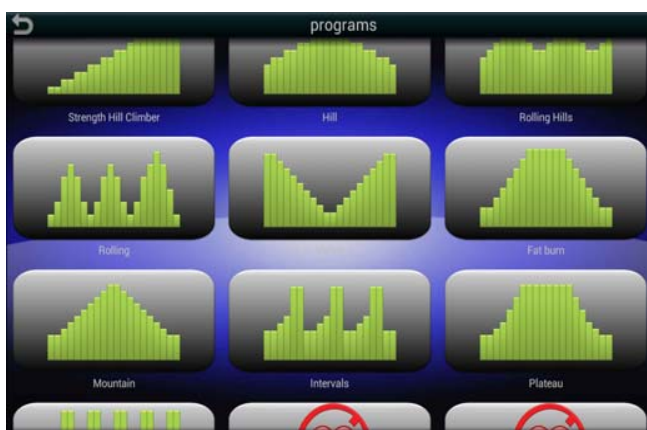 programs
Strength Hill Climber
Hill
Rolling Hills
Rolling
Fat burn
Mountain
Intervals
Plateau